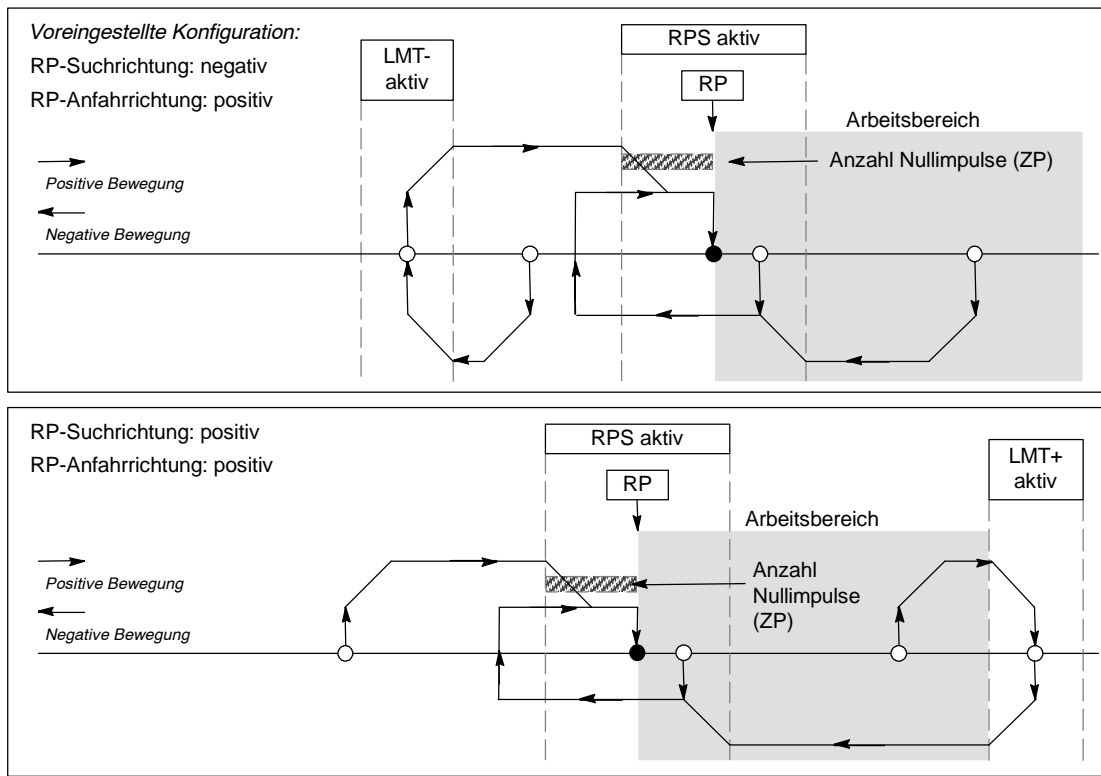 Voreingestellte Konfiguration:
RP-Suchrichtung: negativ
RP-Anfahrrichtung: positiv
LMT-
aktiv
RPS aktiv
RP
Arbeitsbereich
Anzahl Nullimpulse (ZP)
Positive Bewegung
Negative Bewegung
RP-Suchrichtung: positiv
RP-Anfahrrichtung: positiv
RPS aktiv
RP
LMT+
aktiv
Arbeitsbereich
Anzahl
Nullimpulse
(ZP)
Positive Bewegung
Negative Bewegung